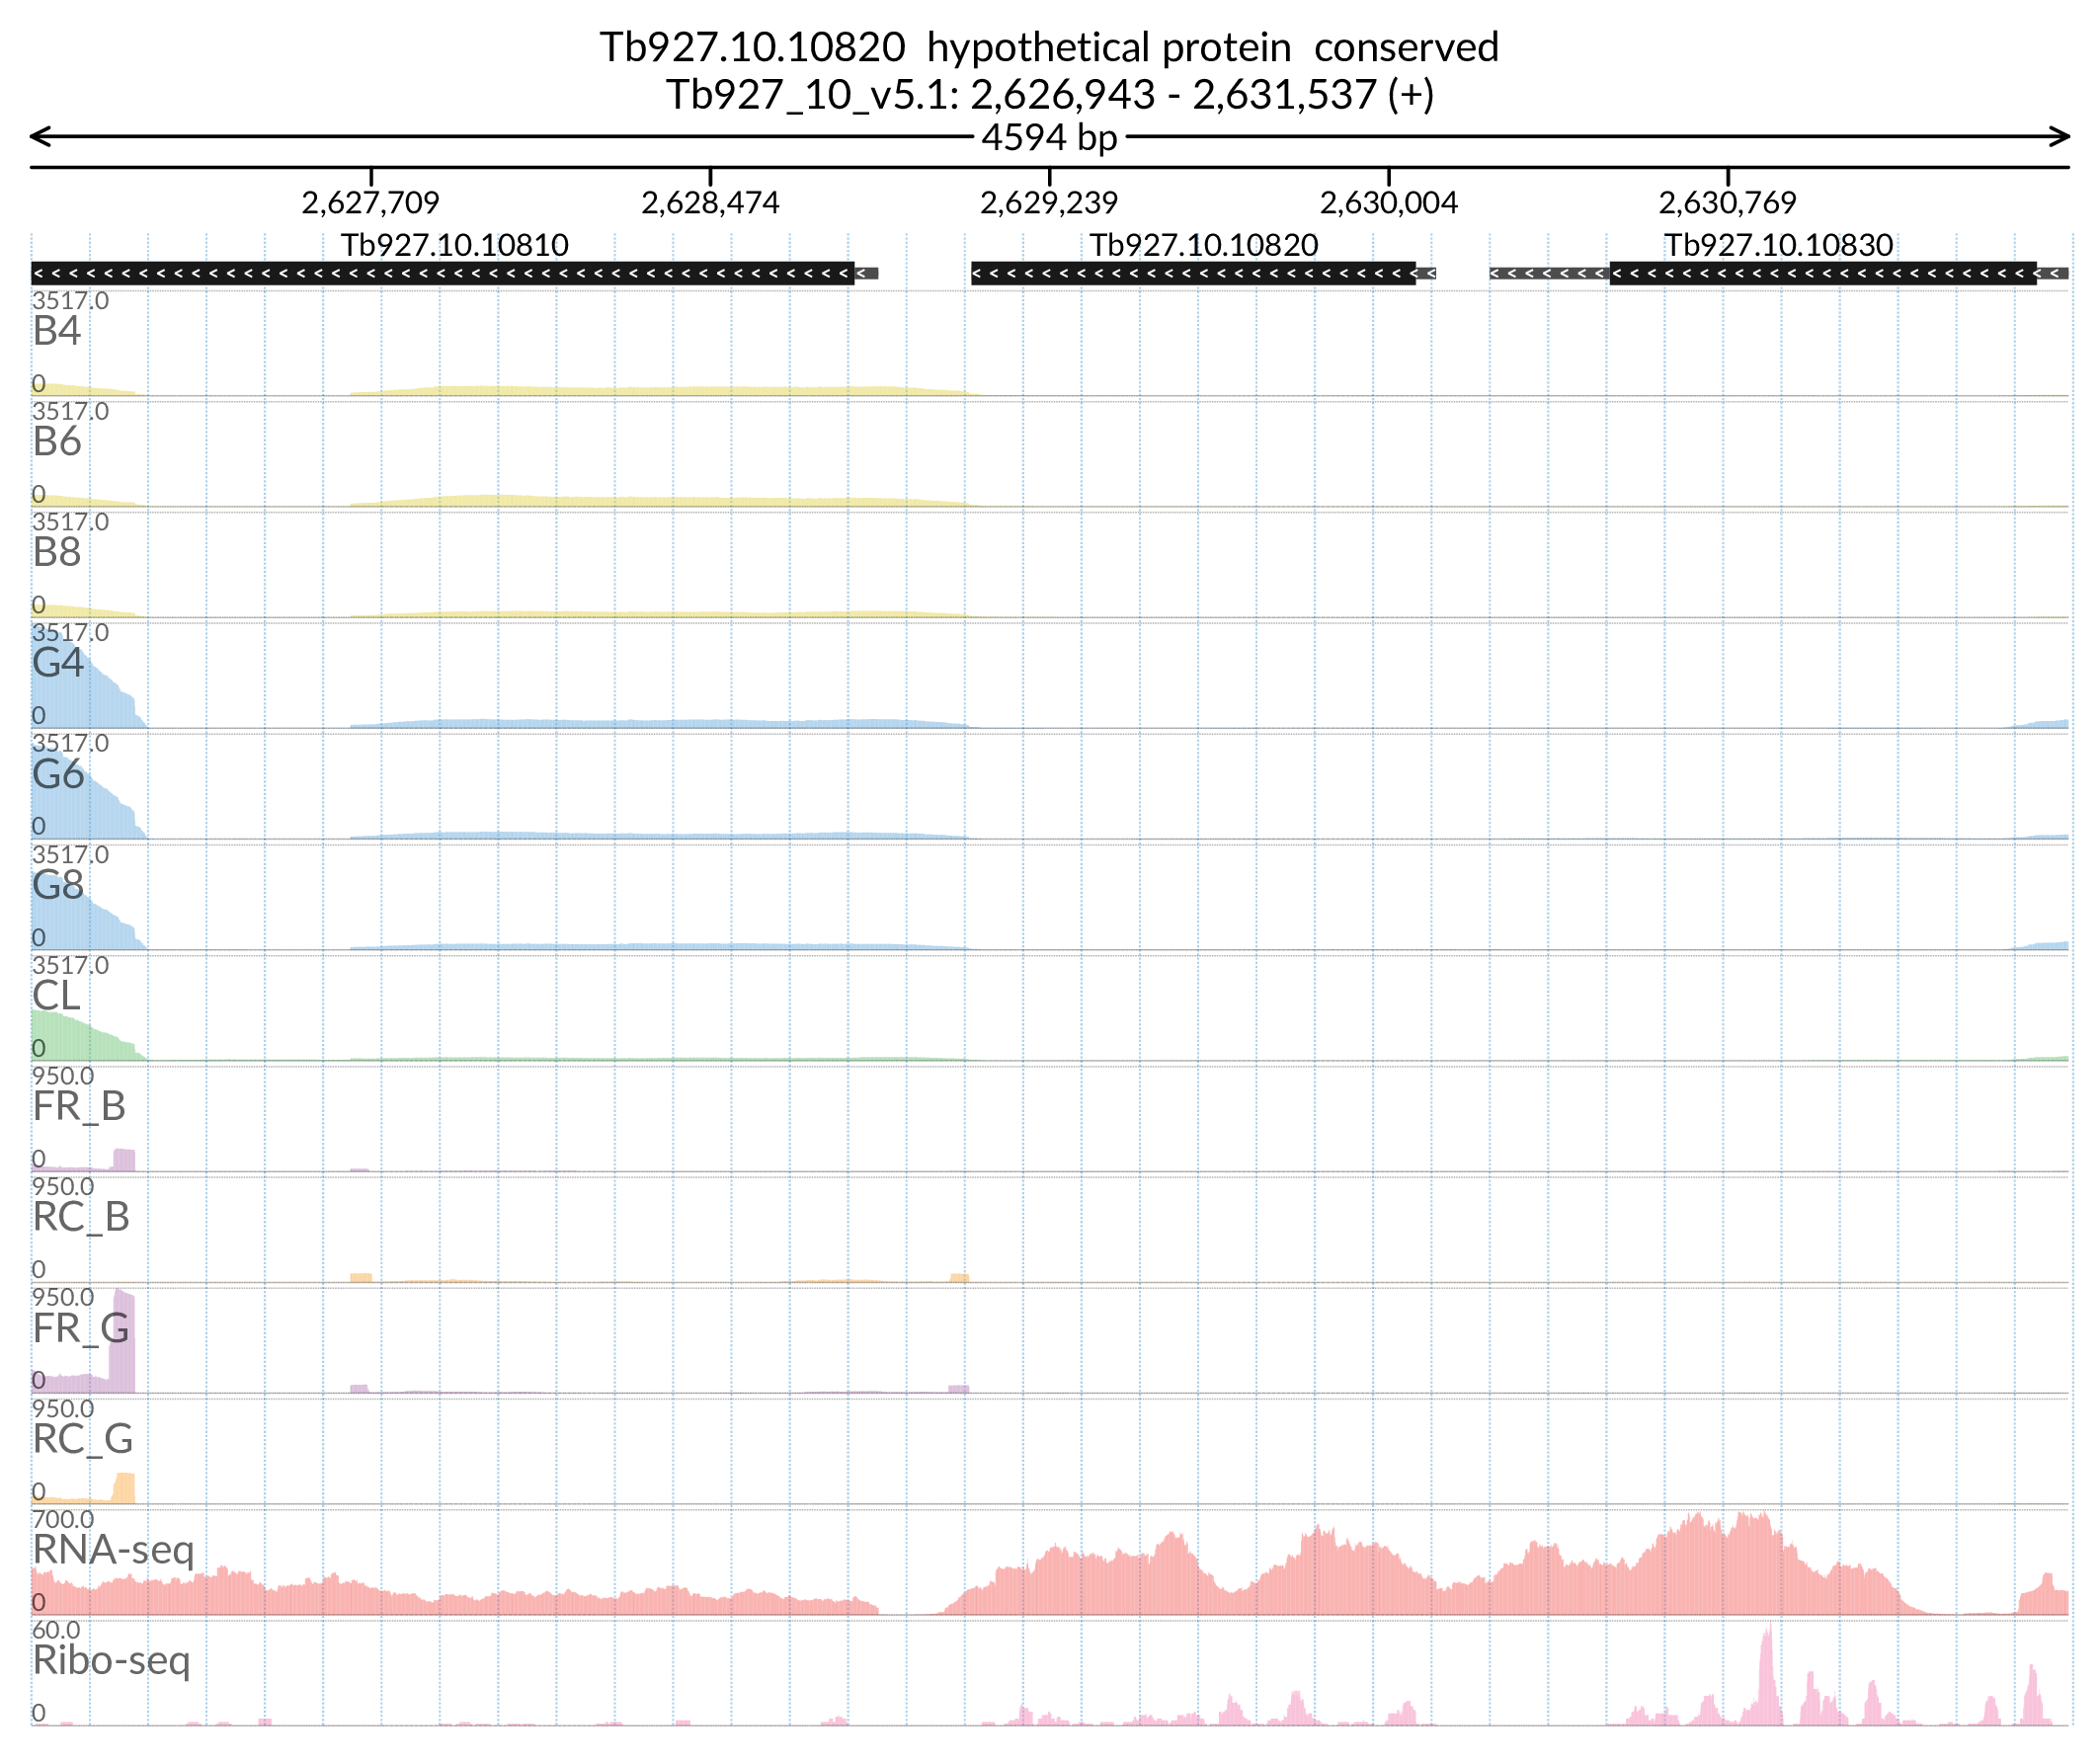 Tb927.10.10820  hypothetical protein  conserved
Tb927_10_v5.1: 2,626,943 - 2,631,537 (+)
4594 bp
2,627,709 2,628,474 2,629,239 2,630,004 2,630,769
Tb927.10.10810 Tb927.10.10820 Tb927.10.10830
3517.0
B4
0
3517.0
B6
0
3517.0
B8
0
3517.0
G4
0
3517.0
G6
0
3517.0
G8
0
3517.0
CL
0
950.0
FR_B
0
950.0
RC_B
0
950.0
FR_G
0
950.0
RC_G
0
700.0
RNA-seq
0
60.0
Ribo-seq
0